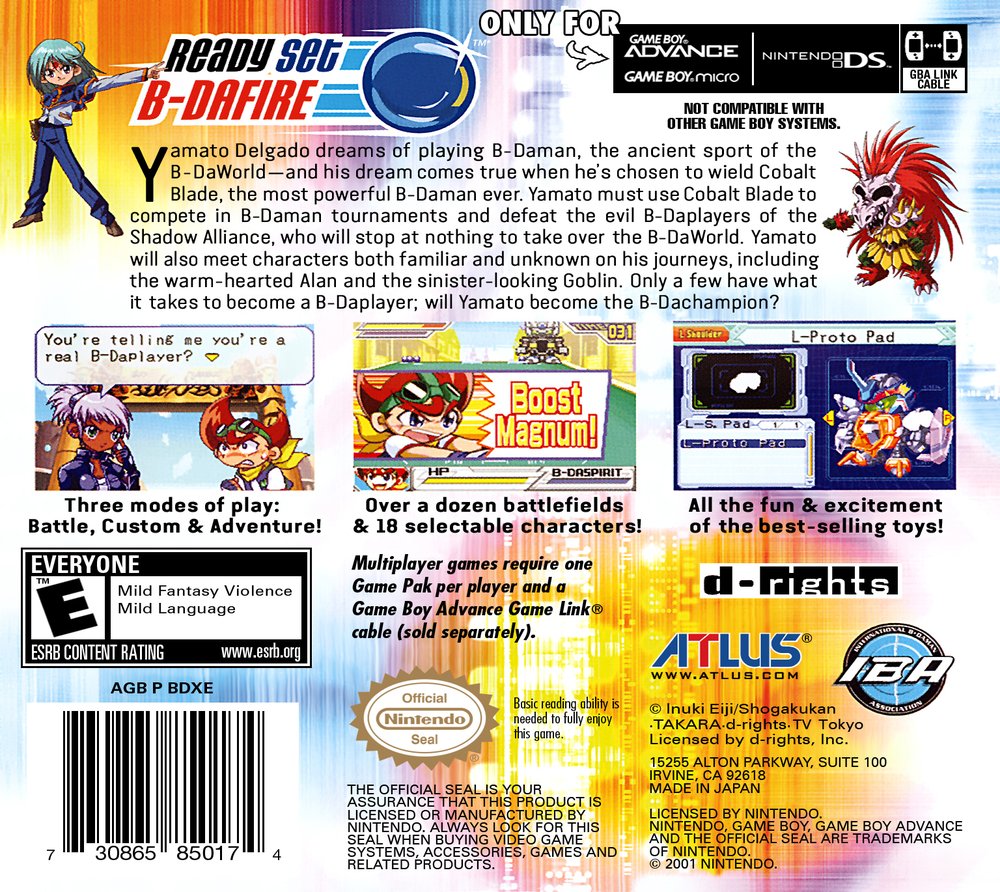 READY SET
B-DAFIRE
TM
ONLY FOR
GAME BOY ADVANCE
GAME BOY micro
NINTENDO DS™
GBA LINK
CABLE
NOT COMPATIBLE WITH
OTHER GAME BOY SYSTEMS.
Yamato Delgado dreams of playing B-Daman, the ancient sport of the
B-DaWorld—and his dream comes true when he's chosen to wield Cobalt
Blade, the most powerful B-Daman ever. Yamato must use Cobalt Blade to
compete in B-Daman tournaments and defeat the evil B-Daplayers of the
Shadow Alliance, who will stop at nothing to take over the B-DaWorld. Yamato
will also meet characters both familiar and unknown on his journeys, including
the warm-hearted Alan and the sinister-looking Goblin. Only a few have what
it takes to become a B-Daplayer; will Yamato become the B-Dachampion?
You're telling me you're a
real B-Daplayer?
031
Boost
Magnum!
HP
B-DASPIRIT
L Shoulder
L-Proto Pad
L-S. Pad 1/ 1
L-Proto Pad
Three modes of play:
Battle, Custom & Adventure!
Over a dozen battlefields
& 18 selectable characters!
All the fun & excitement
of the best-selling toys!
EVERYONE
TM
E
Mild Fantasy Violence
Mild Language
ESRB CONTENT RATING www.esrb.org
AGB P BDXE
7 30865 85017 4
Multiplayer games require one
Game Pak per player and a
Game Boy Advance Game Link®
cable (sold separately).
Official
Nintendo
Seal
®
Basic reading ability is
needed to fully enjoy
this game.
THE OFFICIAL SEAL IS YOUR
ASSURANCE THAT THIS PRODUCT IS
LICENSED OR MANUFACTURED BY
NINTENDO. ALWAYS LOOK FOR THIS
SEAL WHEN BUYING VIDEO GAME
SYSTEMS, ACCESSORIES, GAMES AND
RELATED PRODUCTS.
d-rights
ATLUS®
WWW.ATLUS.COM
INTERNATIONAL B-DAMAN
IBA
ASSOCIATION
© Inuki Eiji/Shogakukan
·TAKARA·d-rights·TV Tokyo
Licensed by d-rights, Inc.
15255 ALTON PARKWAY, SUITE 100
IRVINE, CA 92618
MADE IN JAPAN
LICENSED BY NINTENDO.
NINTENDO, GAME BOY, GAME BOY ADVANCE
AND THE OFFICIAL SEAL ARE TRADEMARKS
OF NINTENDO.
© 2001 NINTENDO.